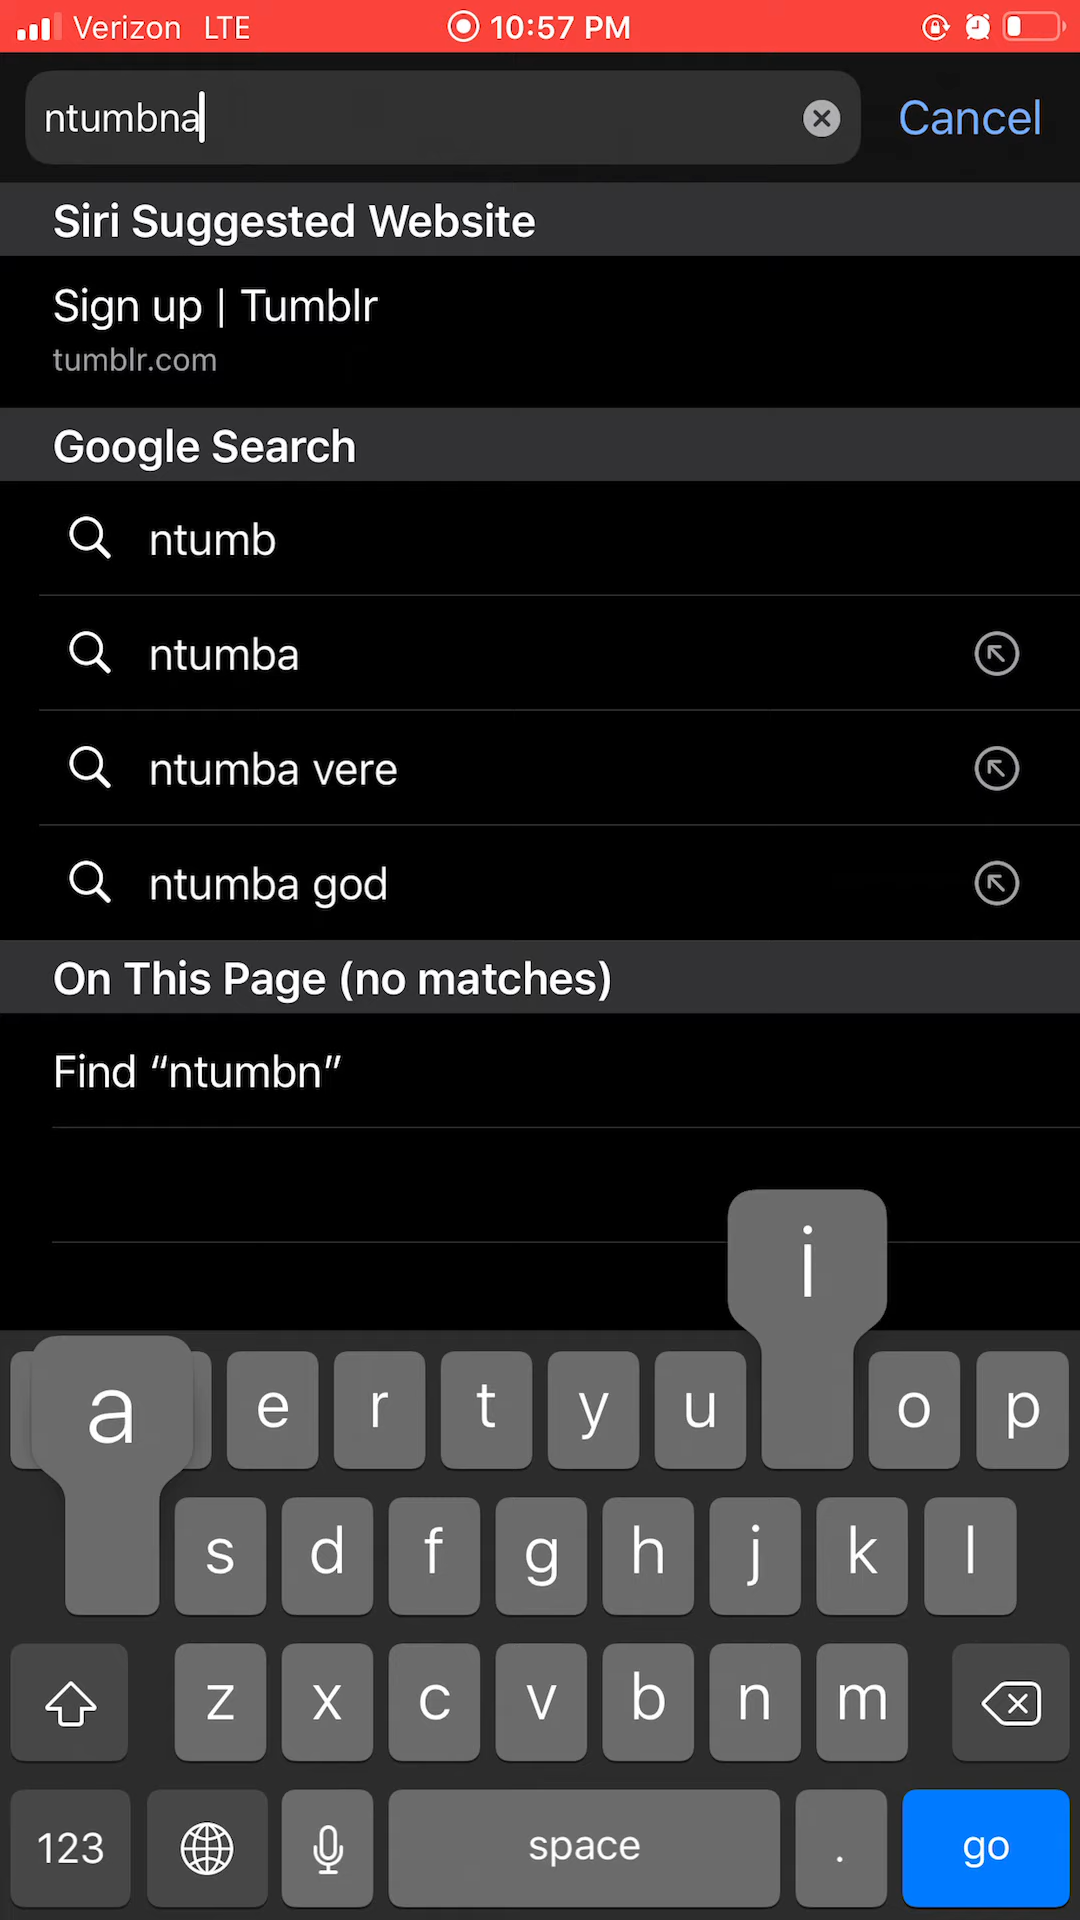 Verizon LTE 10:57 PM
ntumbna Cancel
Siri Suggested Website
Sign up | Tumblr
tumblr.com
Google Search
ntumb
ntumba
ntumba vere
ntumba god
On This Page (no matches)
Find “ntumbn”
i
a e r t y u o p
s d f g h j k l
z x c v b n m
123 space . go